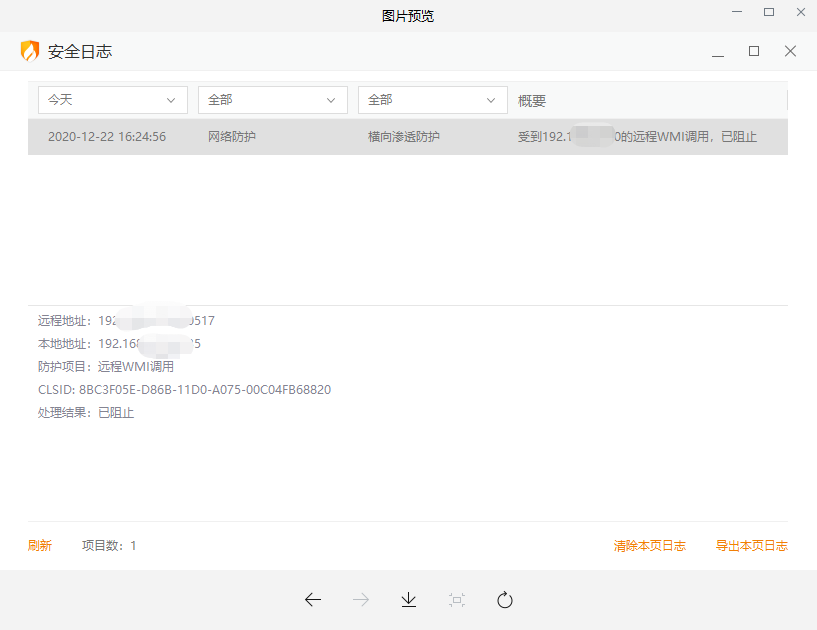 图片预览
安全日志
今天 全部 全部 概要
2020-12-22 16:24:56 网络防护 横向渗透防护 受到192.1 0的远程WMI调用，已阻止
远程地址：192 0517
本地地址：192.168 5
防护项目：远程WMI调用
CLSID: 8BC3F05E-D86B-11D0-A075-00C04FB68820
处理结果：已阻止
刷新 项目数：1 清除本页日志 导出本页日志